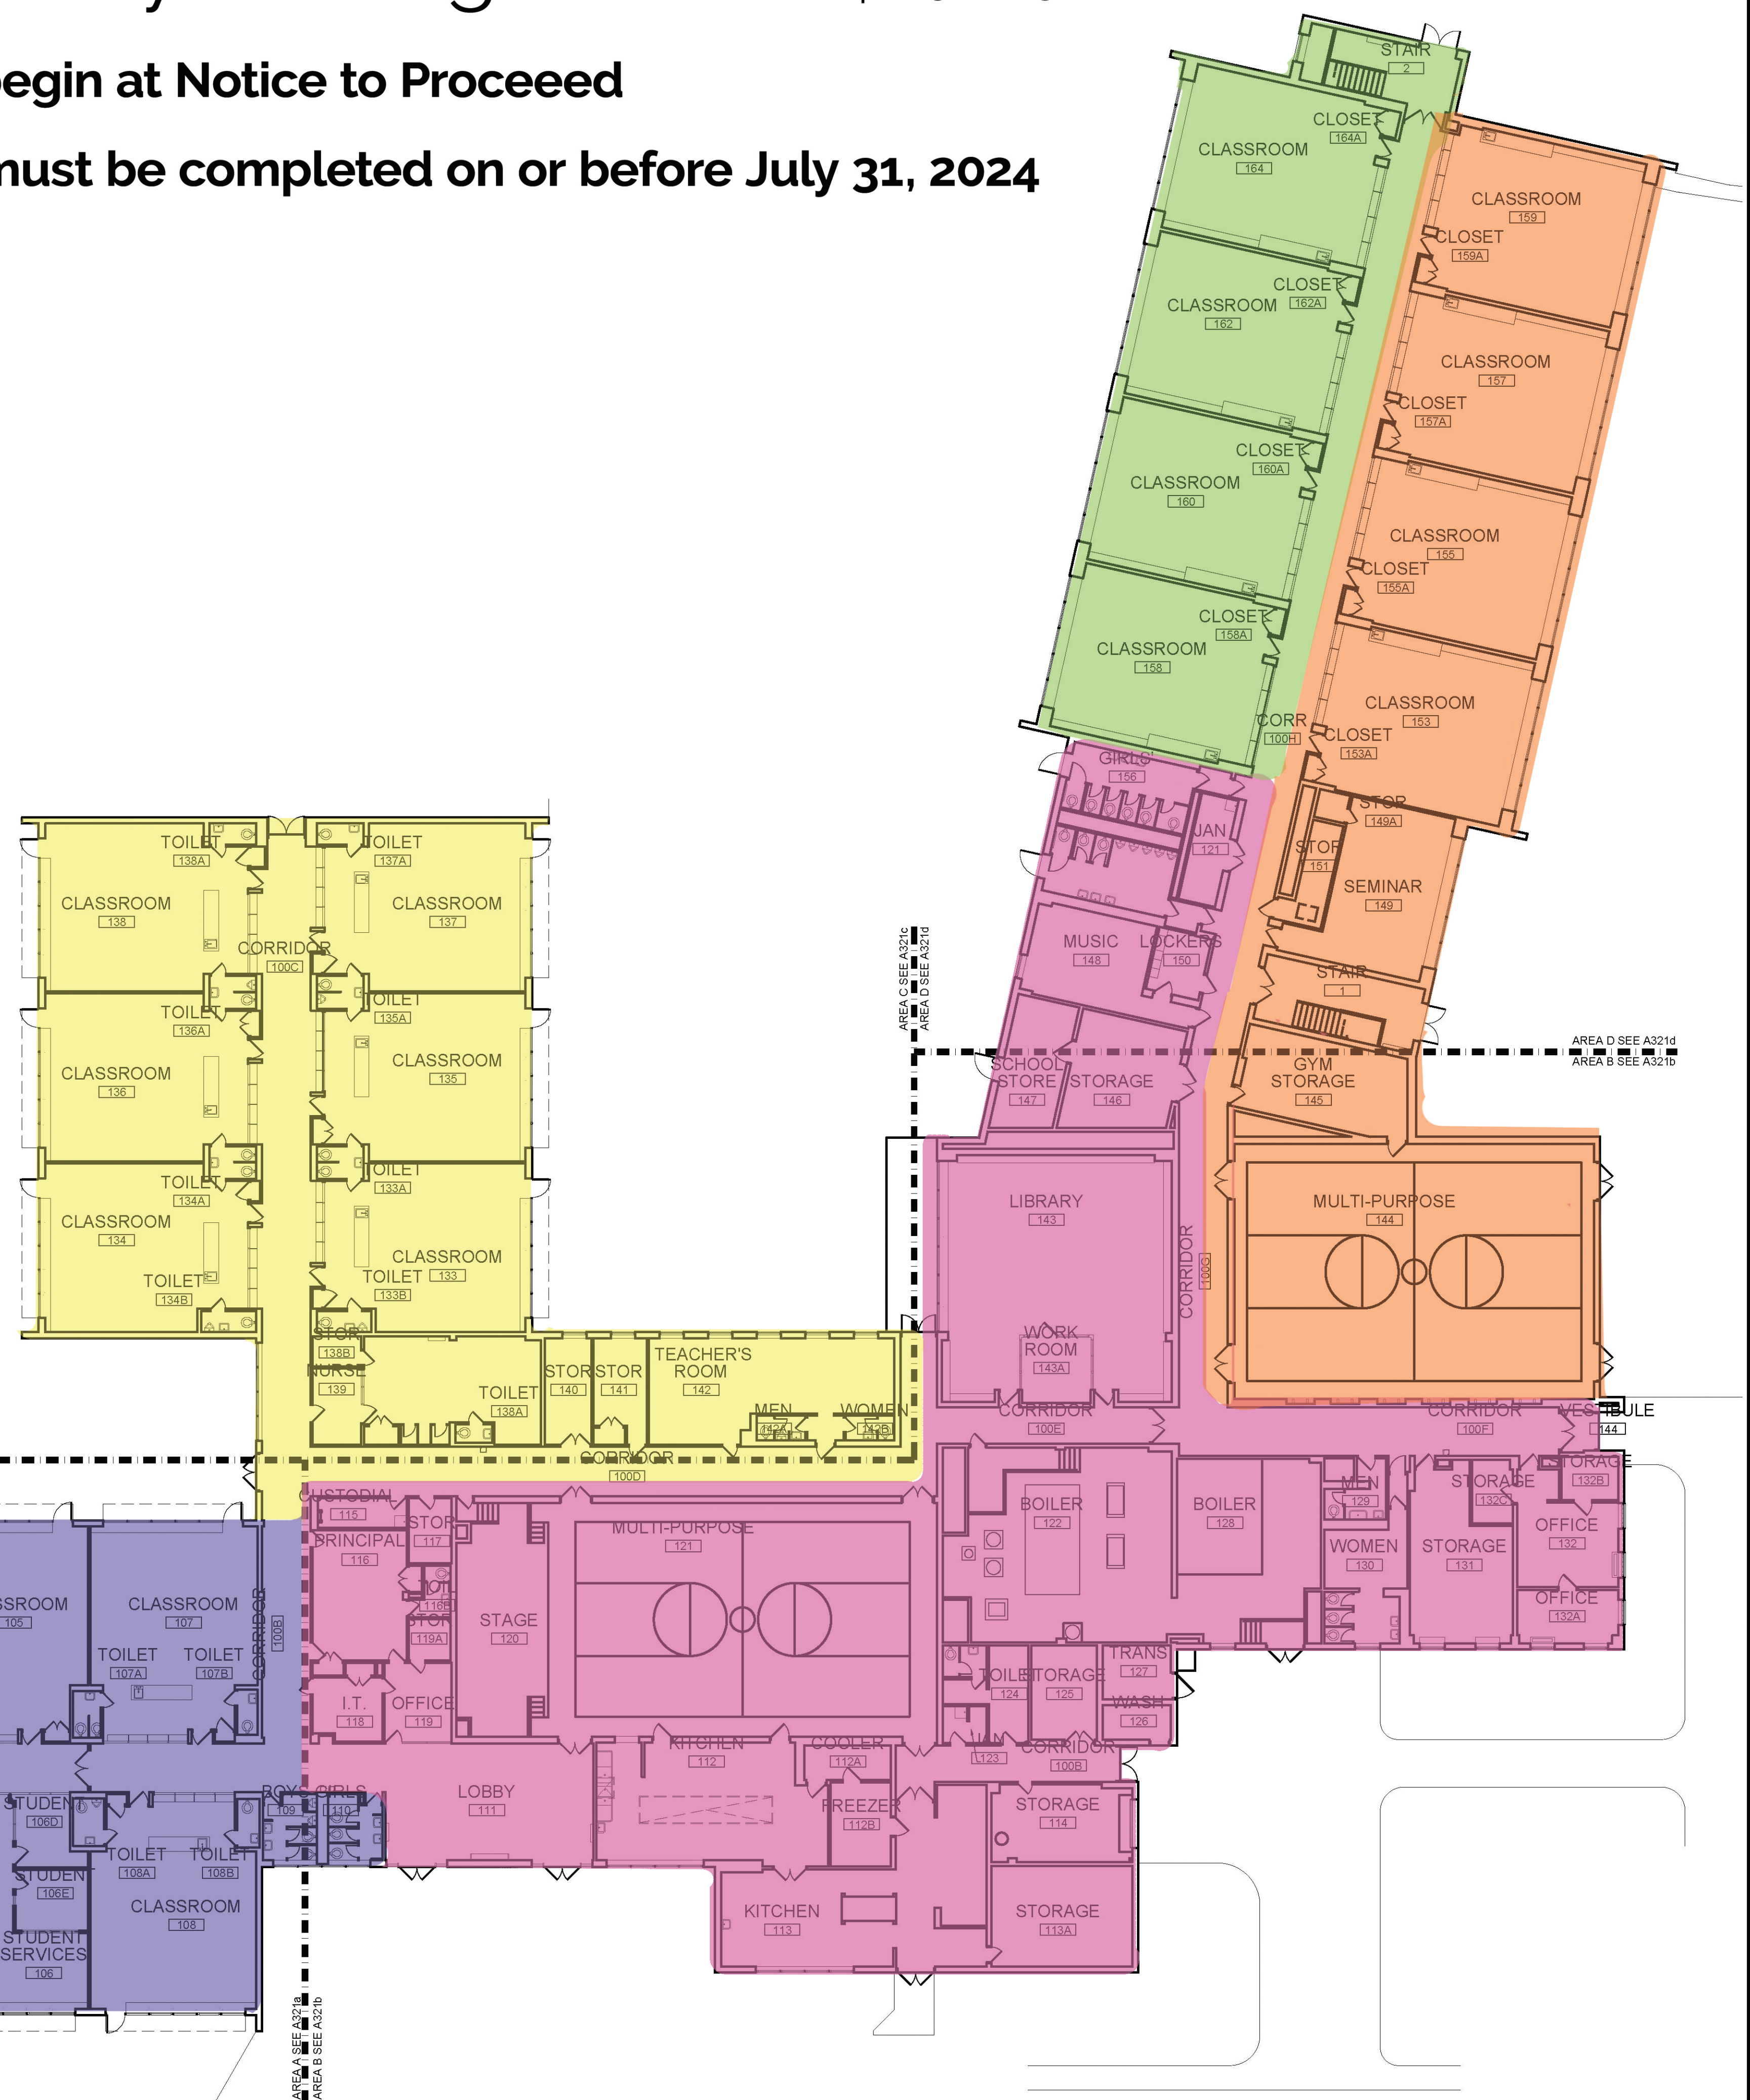 egin at Notice to Proceeed
must be completed on or before July 31, 2024
STAIR
2
CLOSET
164A
CLASSROOM
164
CLASSROOM
159
CLOSET
159A
CLOSET
162A
CLASSROOM
162
CLASSROOM
157
CLOSET
157A
CLOSET
160A
CLASSROOM
160
CLASSROOM
155
CLOSET
155A
CLOSET
158A
CLASSROOM
158
CLASSROOM
153
CORR
100H
CLOSET
153A
GIRLS'
156
STOR
149A
JAN
121
STOR
151
SEMINAR
149
MUSIC
148
LOCKERS
150
STAIR
1
AREA C SEE A321c
AREA D SEE A321d
AREA D SEE A321d
AREA B SEE A321b
SCHOOL
STORE
147
STORAGE
146
GYM
STORAGE
145
TOILET
138A
TOILET
137A
CLASSROOM
138
CLASSROOM
137
CORRIDOR
100C
TOILET
136A
TOILET
135A
CLASSROOM
136
CLASSROOM
135
TOILET
134A
TOILET
133A
CLASSROOM
134
CLASSROOM
133
TOILET
134B
TOILET
133B
LIBRARY
143
CORRIDOR
100G
MULTI-PURPOSE
144
WORK
ROOM
143A
STOR
138B
NURSE
139
TOILET
138A
STOR
140
STOR
141
TEACHER'S
ROOM
142
MEN
142A
WOMEN
142B
CORRIDOR
100D
CORRIDOR
100E
CORRIDOR
100F
VESTIBULE
144
CUSTODIAL
115
PRINCIPAL
116
STOR
117
MULTI-PURPOSE
121
BOILER
122
BOILER
128
MEN
129
STORAGE
132C
STORAGE
132B
OFFICE
132
WOMEN
130
STORAGE
131
OFFICE
132A
SSROOM
105
CLASSROOM
107
CORRIDOR
100B
TOILET
107A
TOILET
107B
116B
STOR
119A
STAGE
120
I.T.
118
OFFICE
119
TOILET
124
STORAGE
125
TRANS
127
WASH
126
JAN
123
CORRIDOR
100B
STUDENT
106D
BOYS
109
GIRLS
110
LOBBY
111
KITCHEN
112
COOLER
112A
FREEZER
112B
STORAGE
114
TOILET
108A
TOILET
108B
STUDEN
106E
CLASSROOM
108
STUDENT
SERVICES
106
KITCHEN
113
STORAGE
113A
AREA A SEE A321a
AREA B SEE A321b